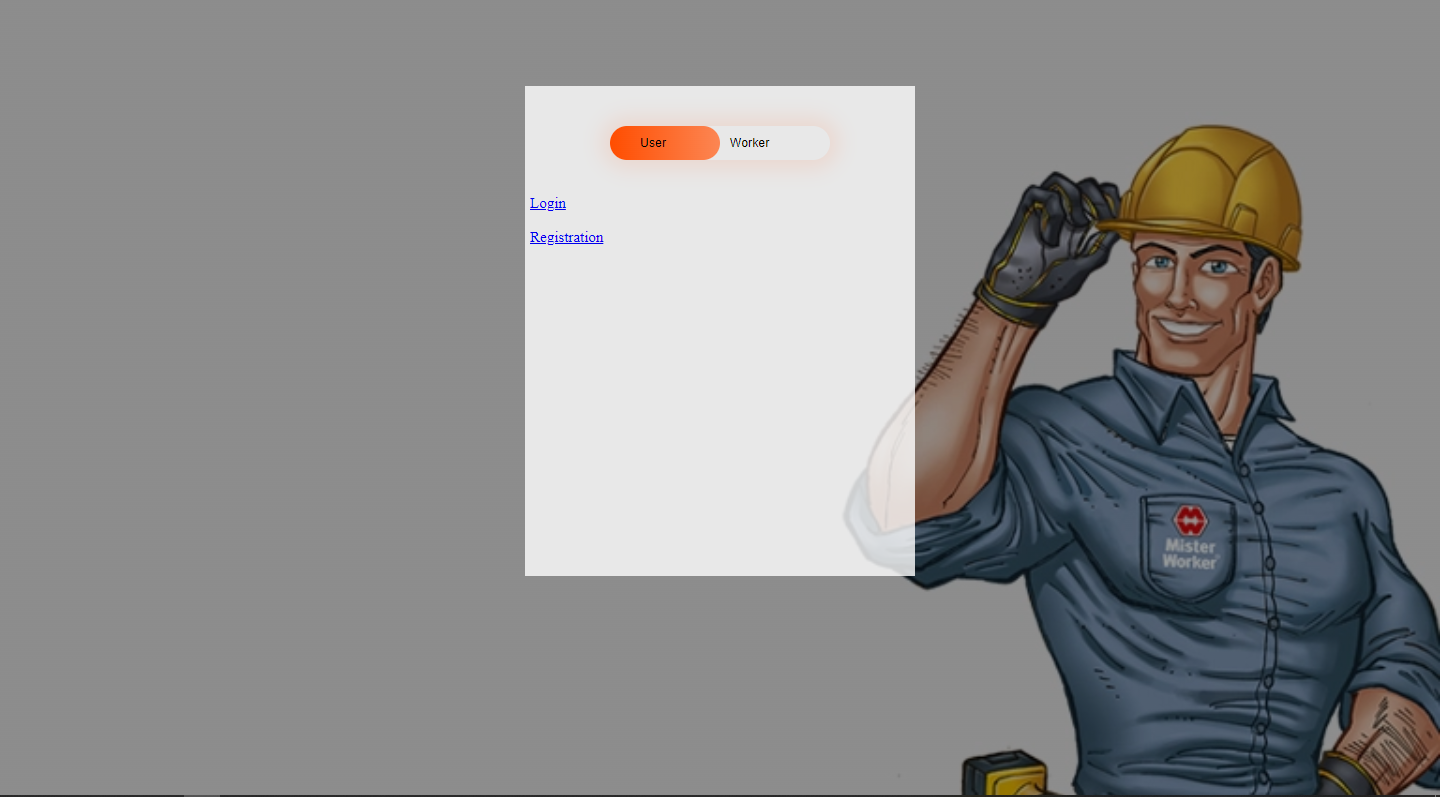 User Worker
Login
Registration
Mister
Worker